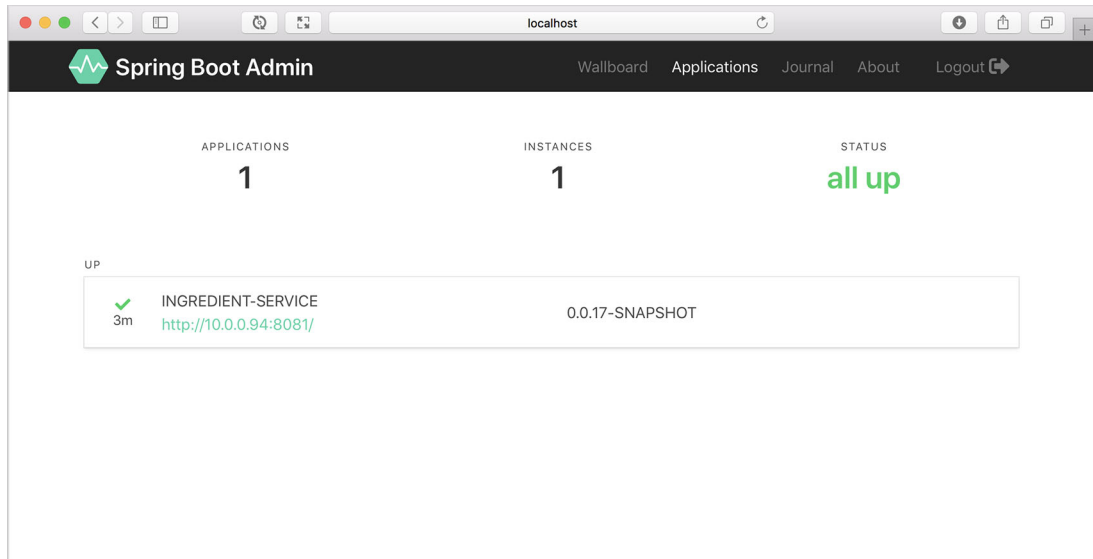 localhost
Spring Boot Admin
Wallboard Applications Journal About Logout
APPLICATIONS INSTANCES STATUS
1 1 all up
UP
INGREDIENT-SERVICE 0.0.17-SNAPSHOT
3m http://10.0.0.94:8081/